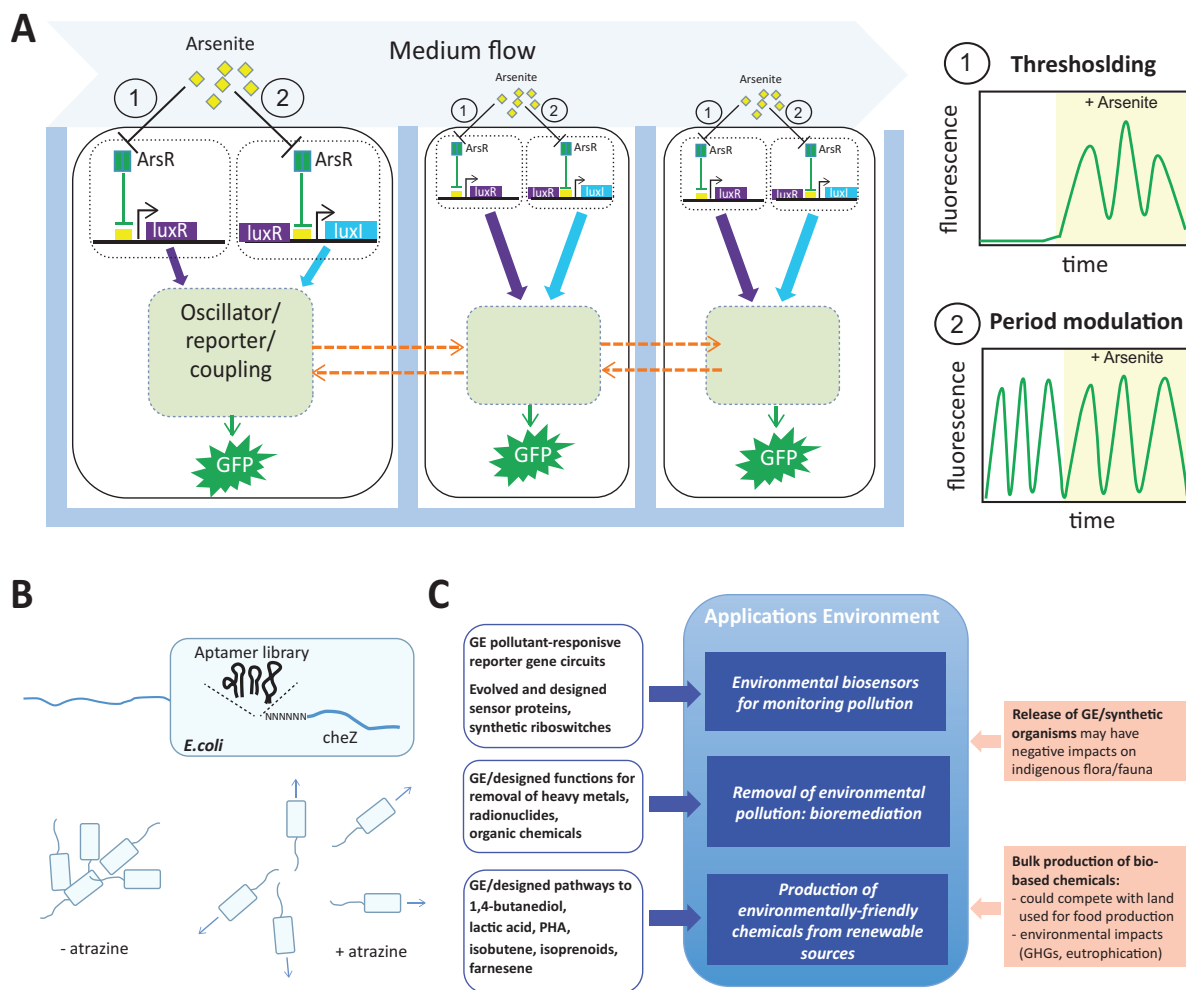 A
Medium flow
Arsenite
1
2
ArsR
ArsR
luxR
luxR
luxI
Oscillator/
reporter/
coupling
GFP
Arsenite
1
2
ArsR
ArsR
luxR
luxR
luxI
GFP
Arsenite
1
2
ArsR
ArsR
luxR
luxR
luxI
GFP
1
Threshoslding
+ Arsenite
fluorescence
time
2
Period modulation
+ Arsenite
fluorescence
time
B
Aptamer library
NNNNNN
cheZ
E.coli
- atrazine
+ atrazine
C
Applications Environment
GE pollutant-responisve
reporter gene circuits
Evolved and designed
sensor proteins,
synthetic riboswitches
Environmental biosensors
for monitoring pollution
GE/designed functions for
removal of heavy metals,
radionuclides,
organic chemicals
Removal of environmental
pollution: bioremediation
GE/designed pathways to
1,4-butanediol,
lactic acid, PHA,
isobutene, isoprenoids,
farnesene
Production of
environmentally-friendly
chemicals from renewable
sources
Release of GE/synthetic
organisms may have
negative impacts on
indigenous flora/fauna
Bulk production of bio-
based chemicals:
- could compete with land
used for food production
- environmental impacts
(GHGs, eutrophication)